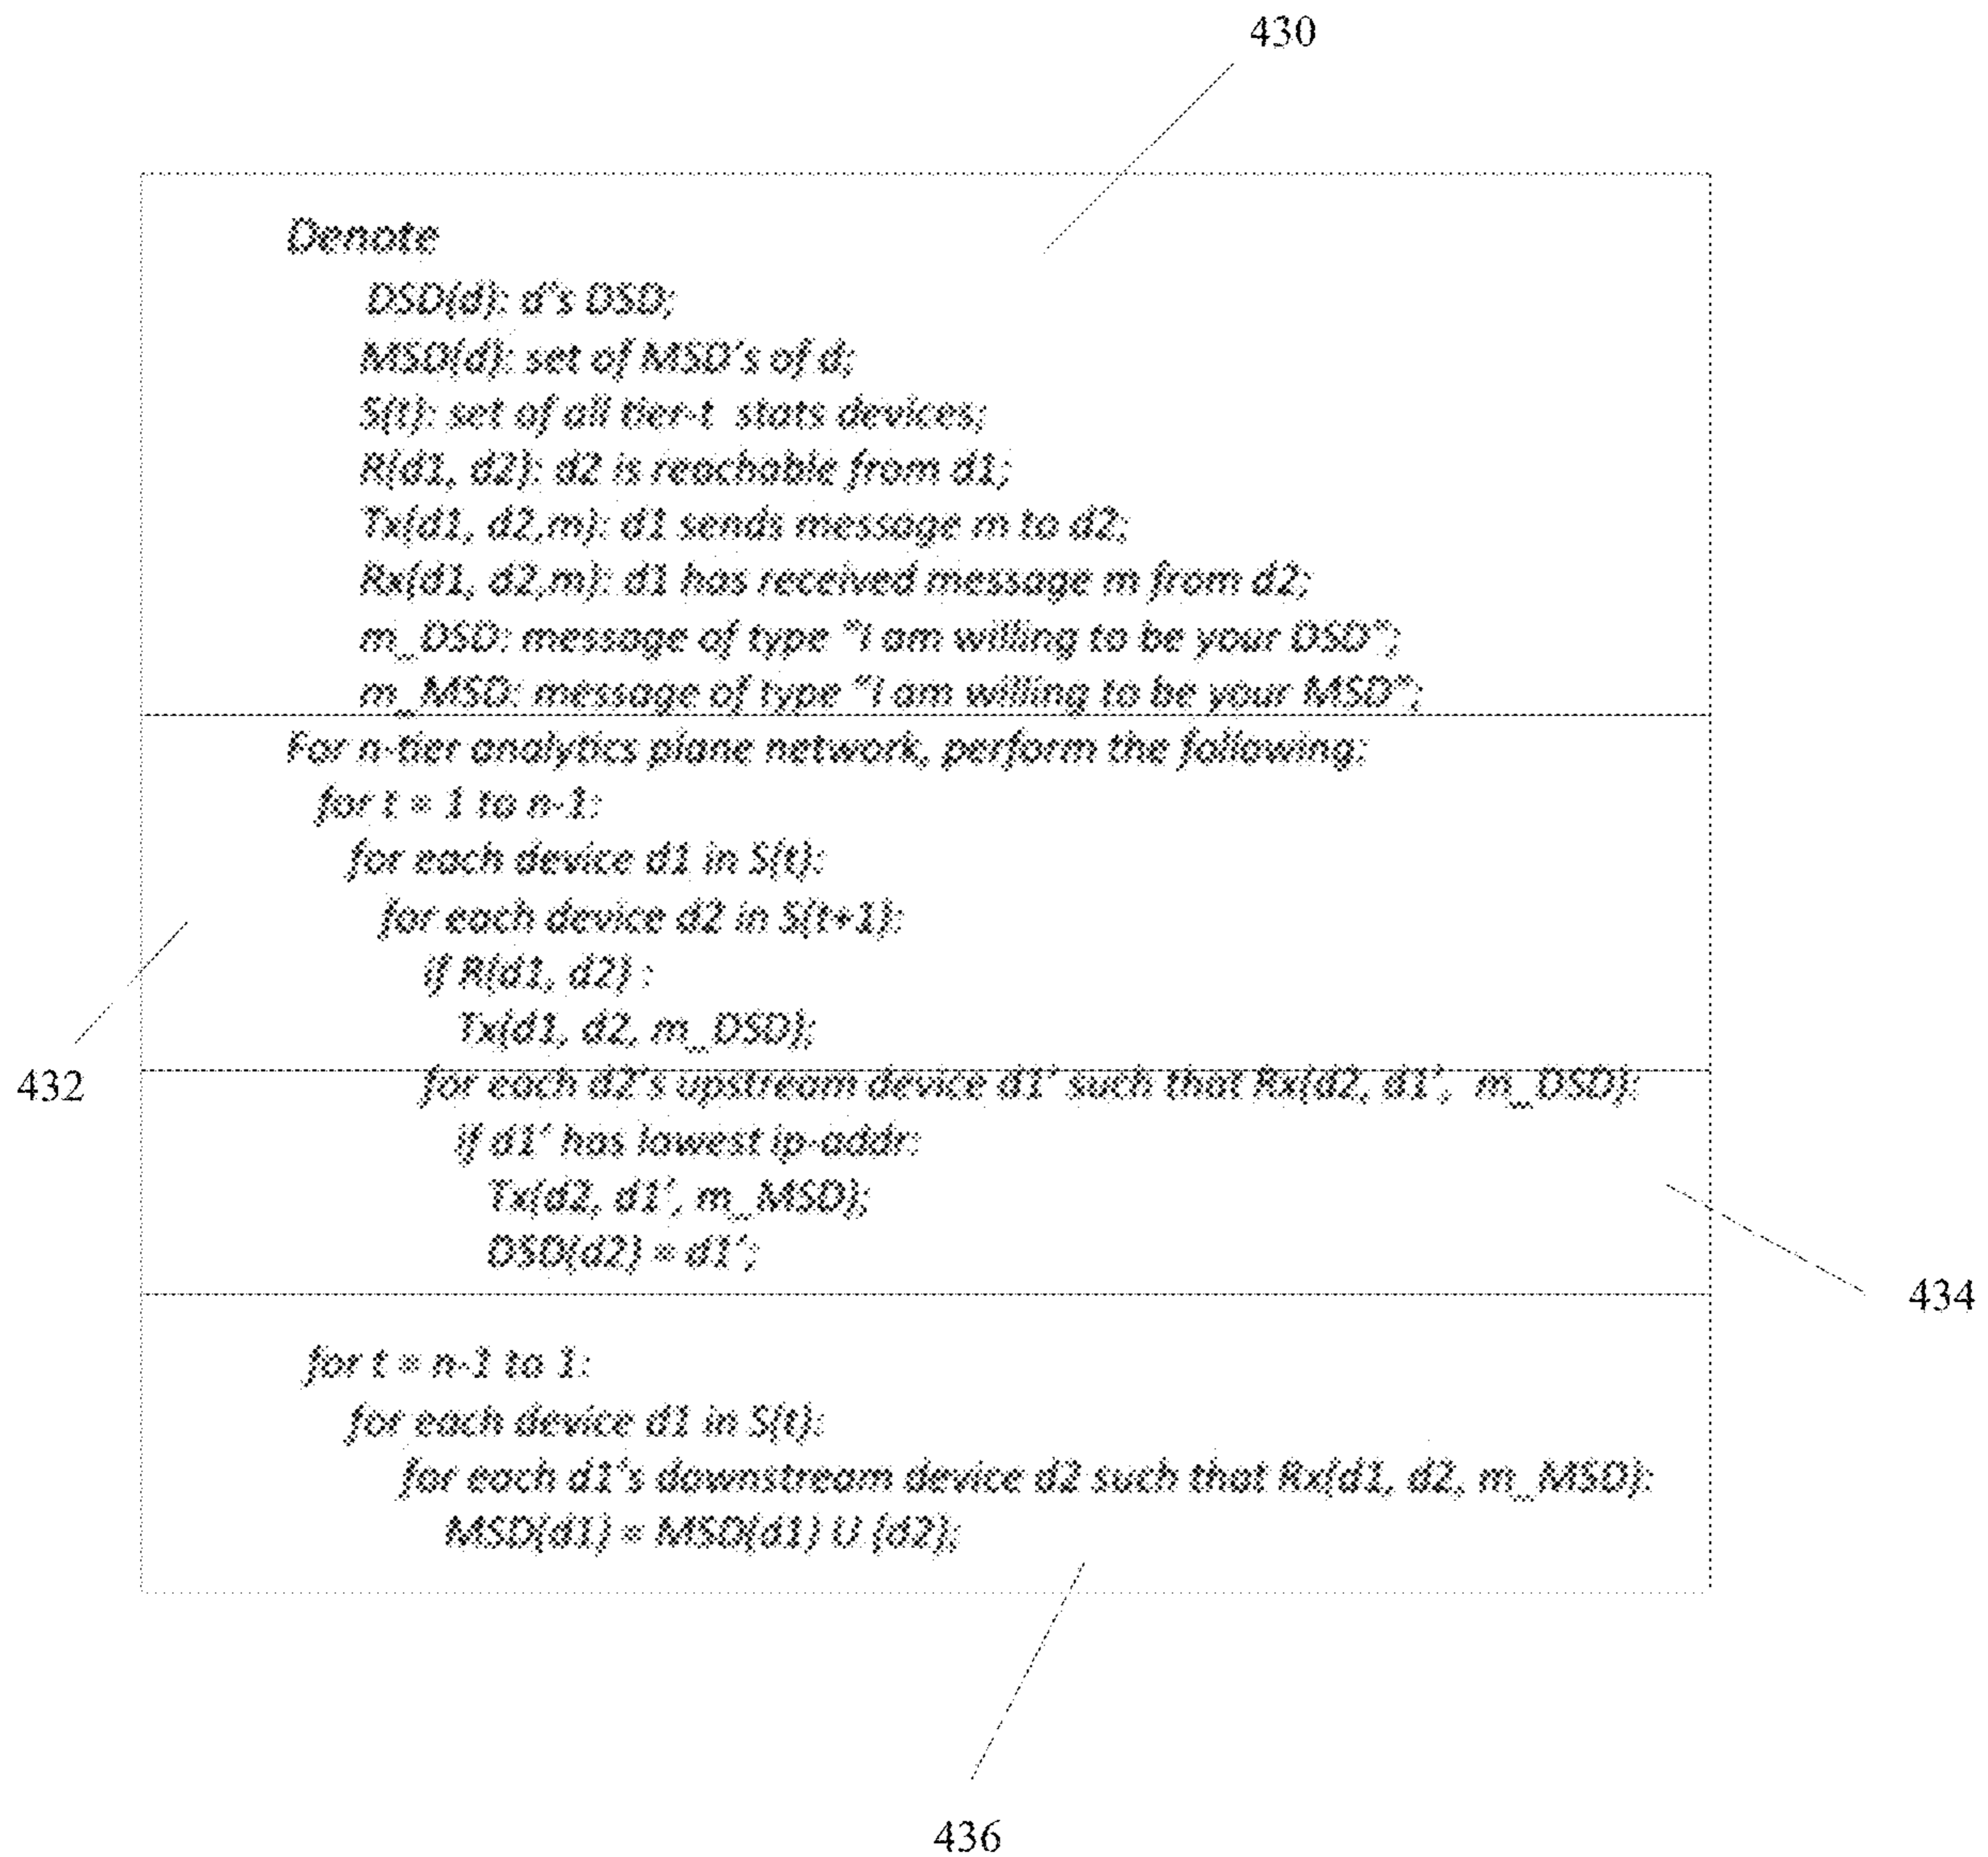 430
Denote
DSD(d): d's DSD;
MSD(d): set of MSD's of d;
S(t): set of all tier-t stats devices;
R(d1, d2): d2 is reachable from d1;
Tx(d1, d2,m): d1 sends message m to d2;
Rx(d1, d2,m): d1 has received message m from d2;
m_DSD: message of type "I am willing to be your DSD";
m_MSD: message of type "I am willing to be your MSD";
For n-tier analytics plane network, perform the following:
for t = 1 to n-1:
for each device d1 in S(t):
for each device d2 in S(t+1):
if R(d1, d2) :
Tx(d1, d2, m_DSD);
432
for each d2's upstream device d1' such that Rx(d2, d1', m_DSD):
if d1' has lowest ip-addr:
Tx(d2, d1', m_MSD);
DSD(d2) = d1';
434
for t = n-1 to 1:
for each device d1 in S(t):
for each d1's downstream device d2 such that Rx(d1, d2, m_MSD):
MSD(d1) = MSD(d1) U {d2};
436